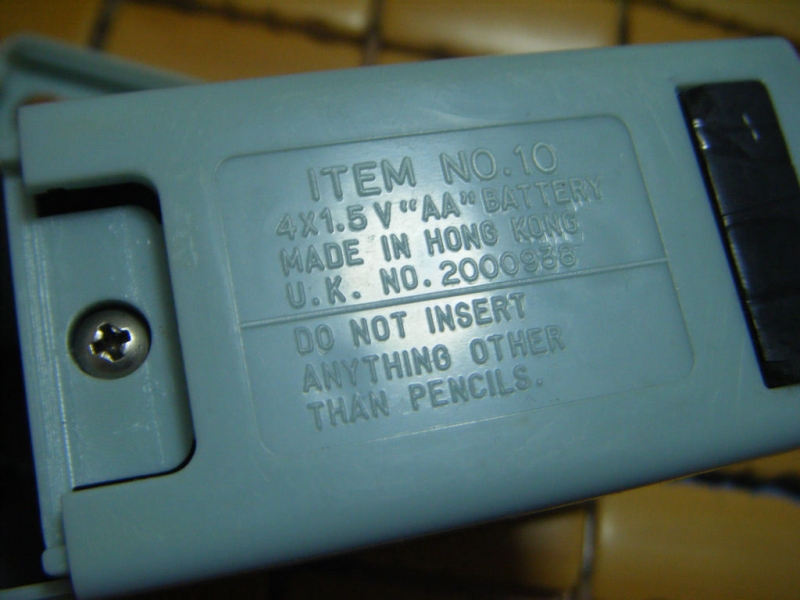 ITEM NO.10
4X1.5V "AA" BATTERY
MADE IN HONG KONG
U.K. NO. 2000986
DO NOT INSERT
ANYTHING OTHER
THAN PENCILS.